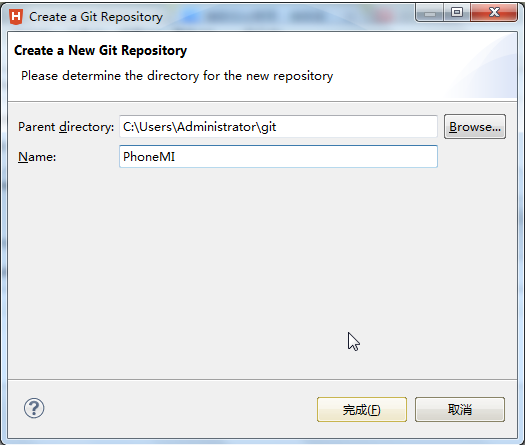 H Create a Git Repository
Create a New Git Repository
Please determine the directory for the new repository
Parent directory: C:\Users\Administrator\git Browse...
Name: PhoneMI
? 完成(F) 取消